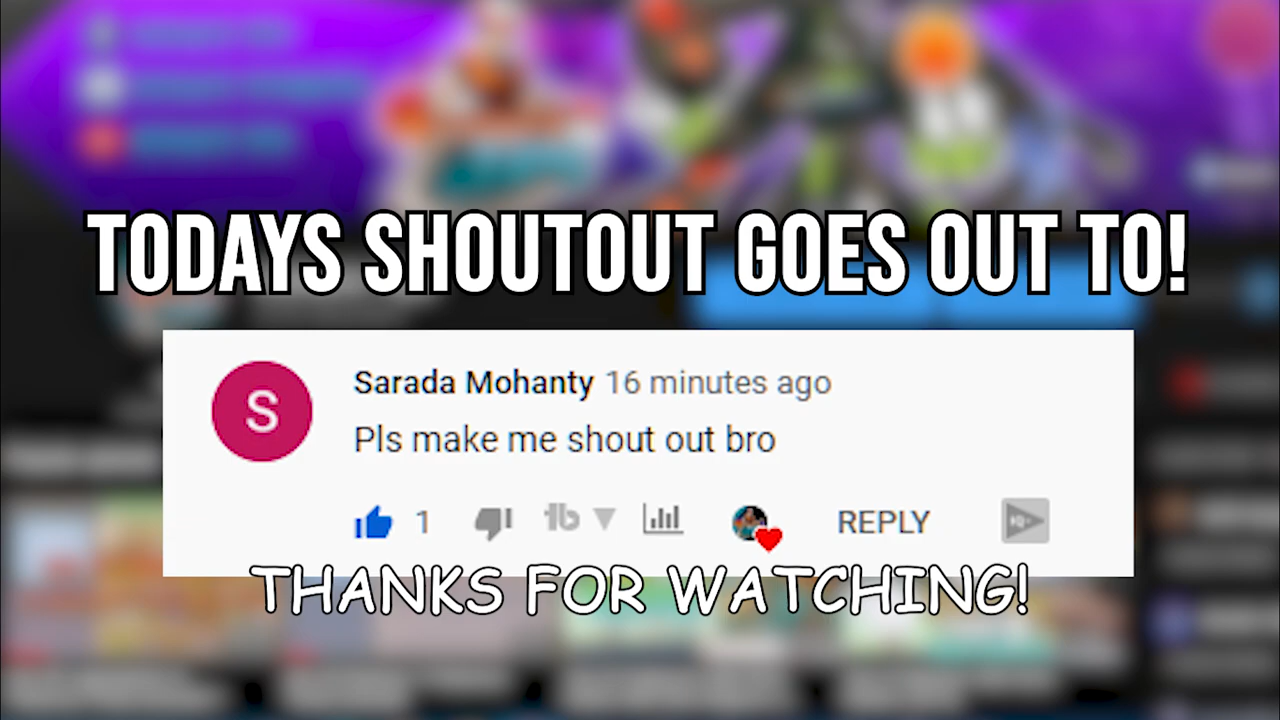 TODAYS SHOUTOUT GOES OUT TO!
S
Sarada Mohanty 16 minutes ago
Pls make me shout out bro
1 REPLY
THANKS FOR WATCHING!